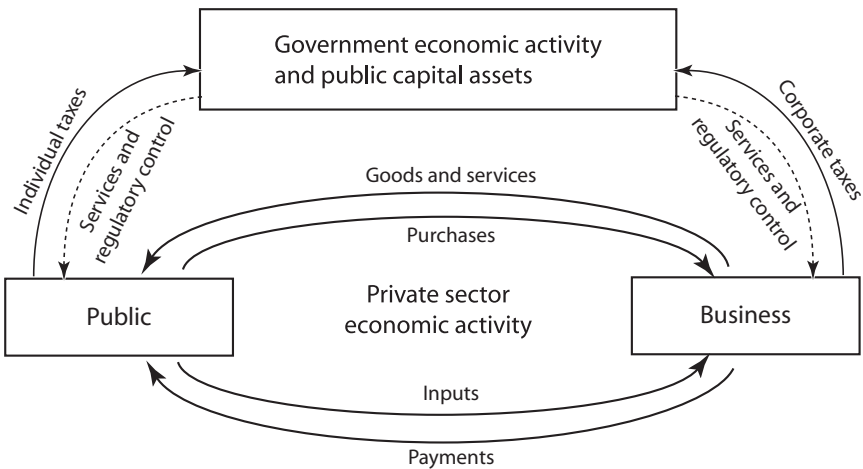 Government economic activity
and public capital assets
Individual taxes
Services and
regulatory control
Corporate taxes
Services and
regulatory control
Goods and services
Purchases
Public
Private sector
economic activity
Business
Inputs
Payments